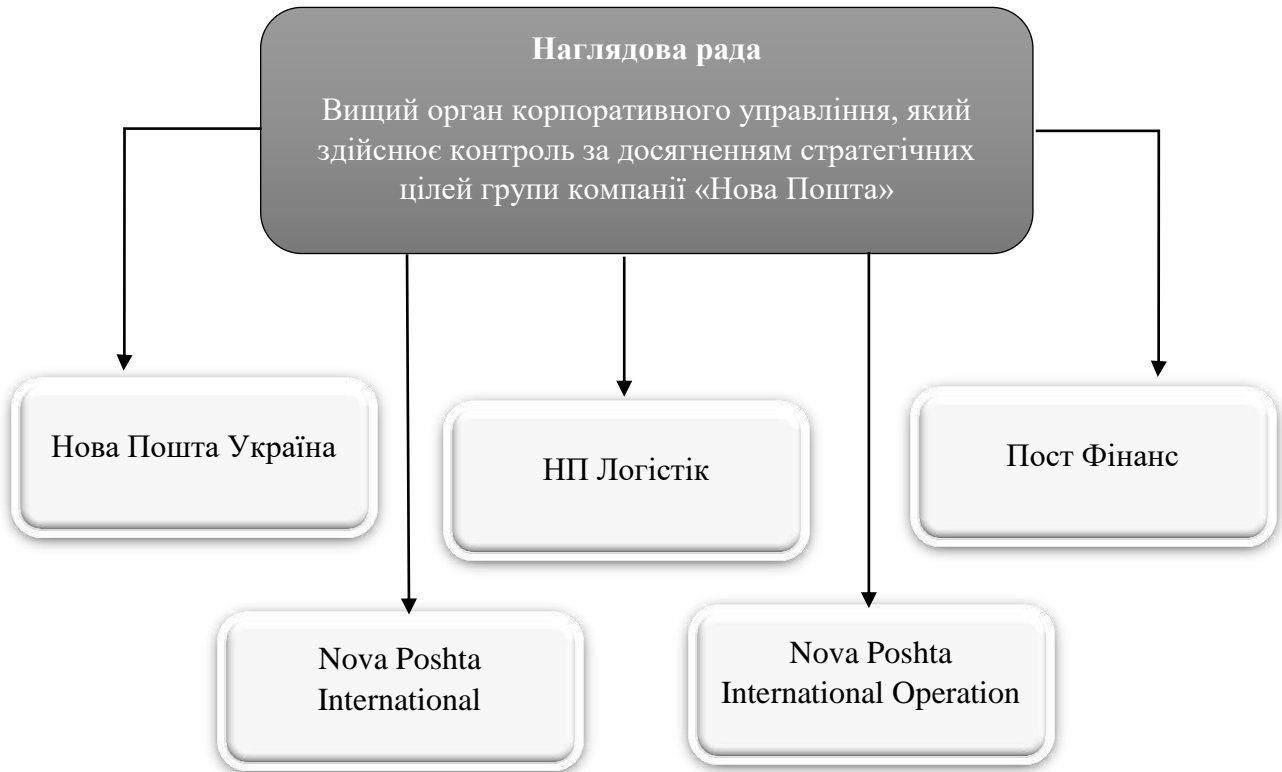 Наглядова рада
Вищий орган корпоративного управління, який
здійснює контроль за досягненням стратегічних
цілей групи компанії «Нова Пошта»
Нова Пошта Україна
НП Логістік
Пост Фінанс
Nova Poshta
International
Nova Poshta
International Operation